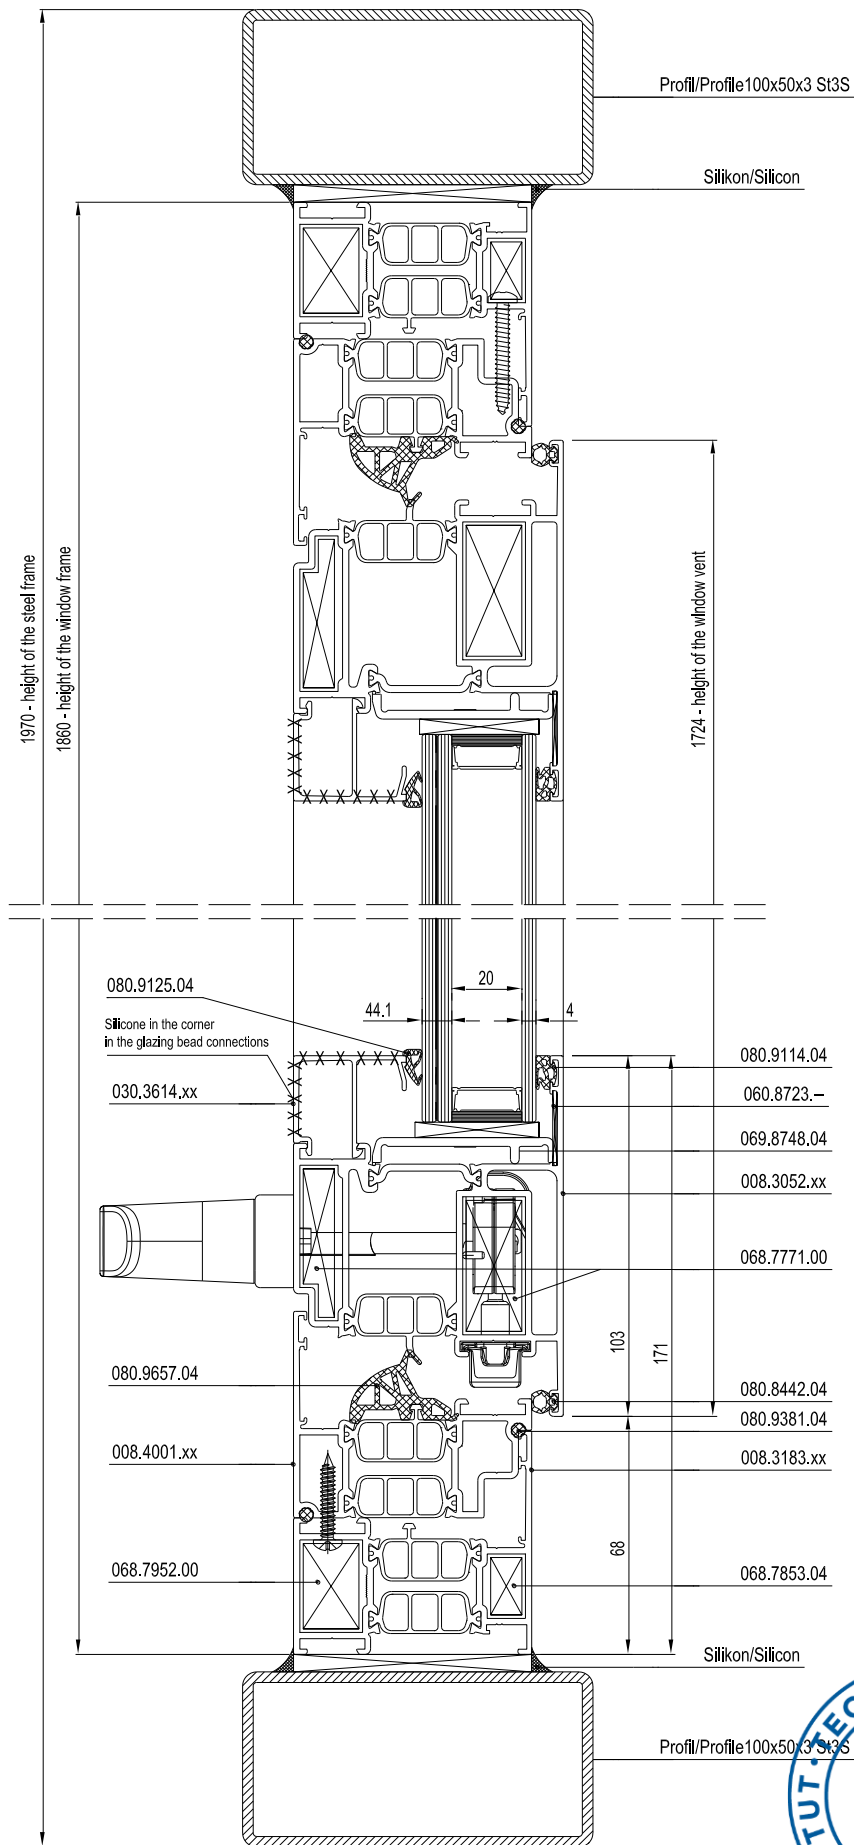 Profil/Profile100x50x3 St3S
Silikon/Silicon
1970 - height of the steel frame
1860 - height of the window frame
1724 - height of the window vent
080.9125.04
20
44.1
4
Silicone in the corner
in the glazing bead connections
030.3614.xx
080.9114.04
060.8723.–
069.8748.04
008.3052.xx
068.7771.00
103
171
080.9657.04
080.8442.04
080.9381.04
008.4001.xx
008.3183.xx
68
068.7952.00
068.7853.04
Silikon/Silicon
Profil/Profile100x50x3 St3S
TUT · TEC